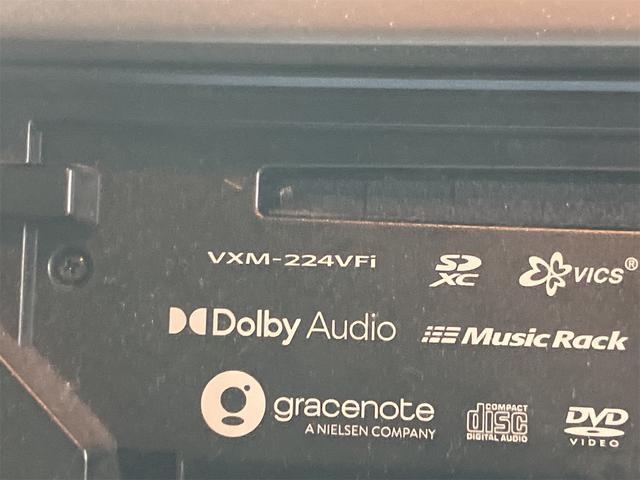 VXM-224VFi
SD XC
VICS®
Dolby Audio
Music Rack
gracenote
A NIELSEN COMPANY
COMPACT
disc
DIGITAL AUDIO
DVD
VIDEO